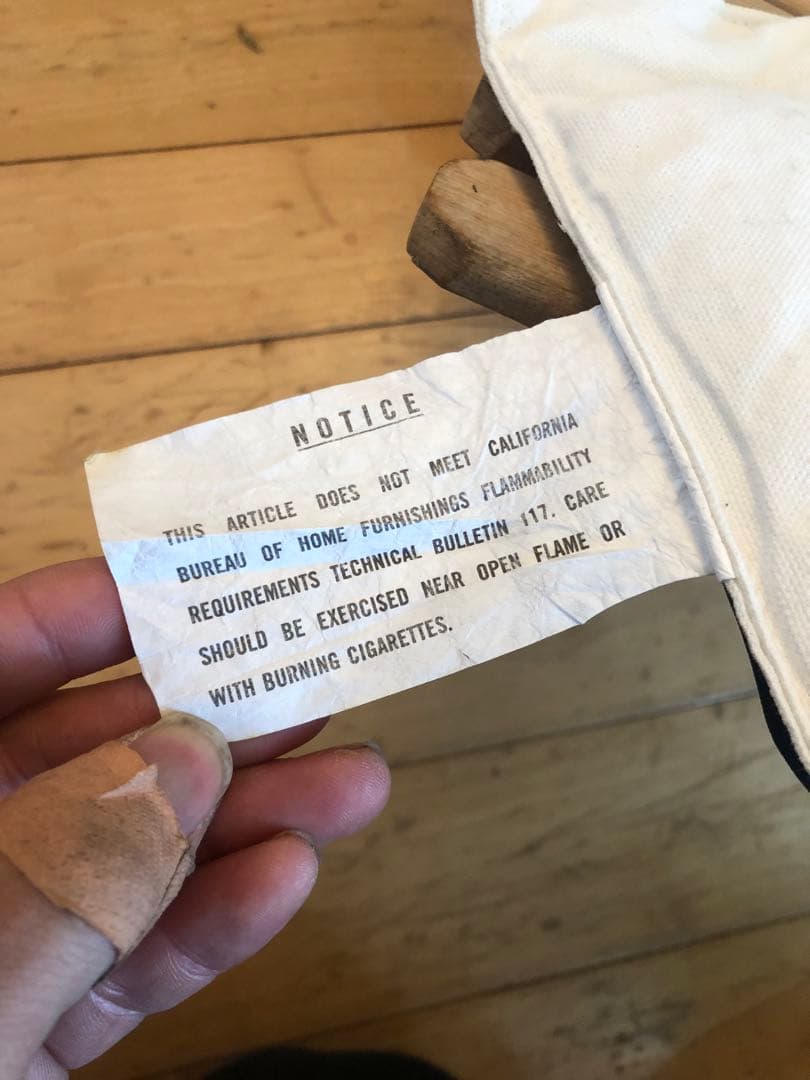 NOTICE
THIS ARTICLE DOES NOT MEET CALIFORNIA
BUREAU OF HOME FURNISHINGS FLAMMABILITY
REQUIREMENTS TECHNICAL BULLETIN 117. CARE
SHOULD BE EXERCISED NEAR OPEN FLAME OR
WITH BURNING CIGARETTES.